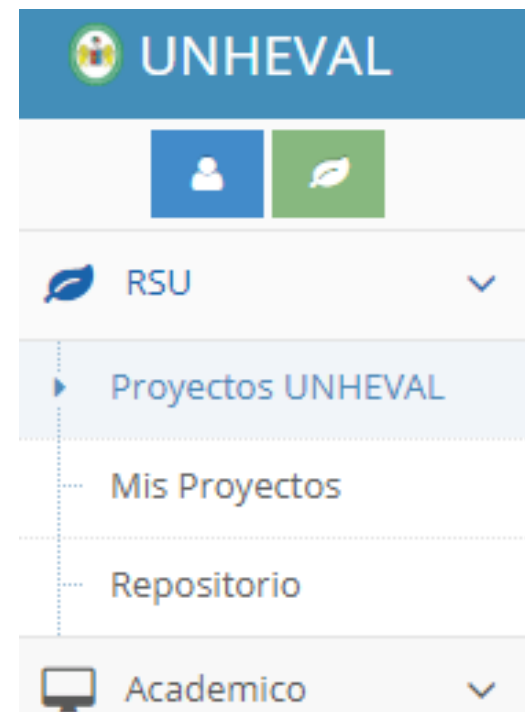 UNHEVAL
RSU
Proyectos UNHEVAL
Mis Proyectos
Repositorio
Academico